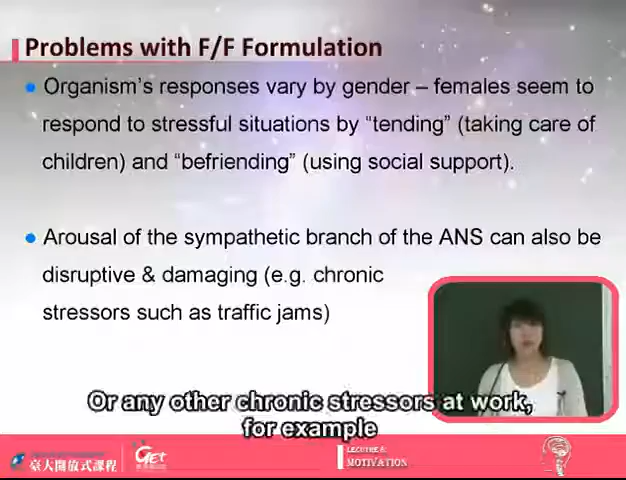 Problems with F/F Formulation
Organism's responses vary by gender – females seem to
respond to stressful situations by “tending” (taking care of
children) and “befriending” (using social support).
Arousal of the sympathetic branch of the ANS can also be
disruptive & damaging (e.g. chronic
stressors such as traffic jams)
Or any other chronic stressors at work,
for example
臺大開放式課程
GET
LECTURE 8:
MOTIVATION